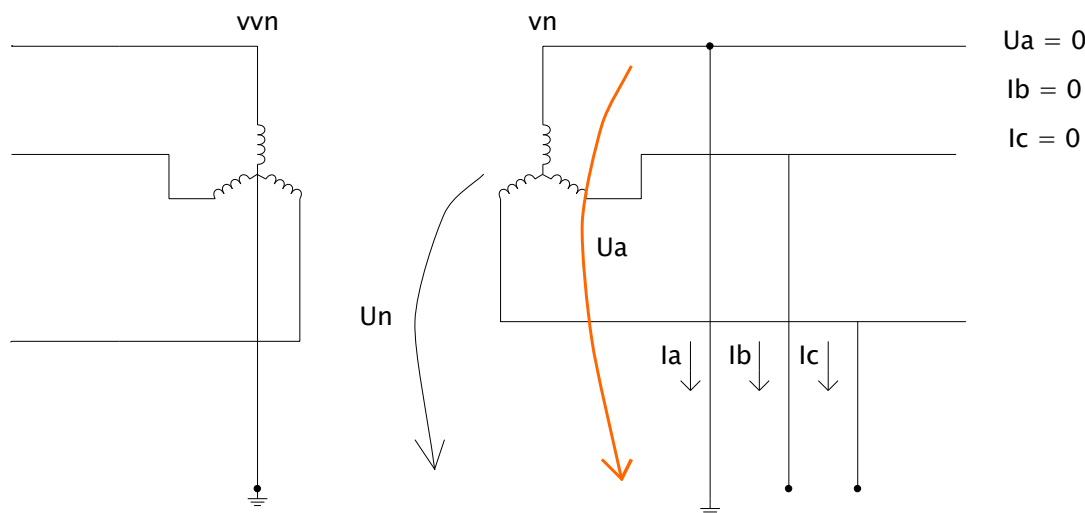 vvn
vn
Ua = 0
Ib = 0
Ic = 0
Ua
Un
Ia
Ib
Ic